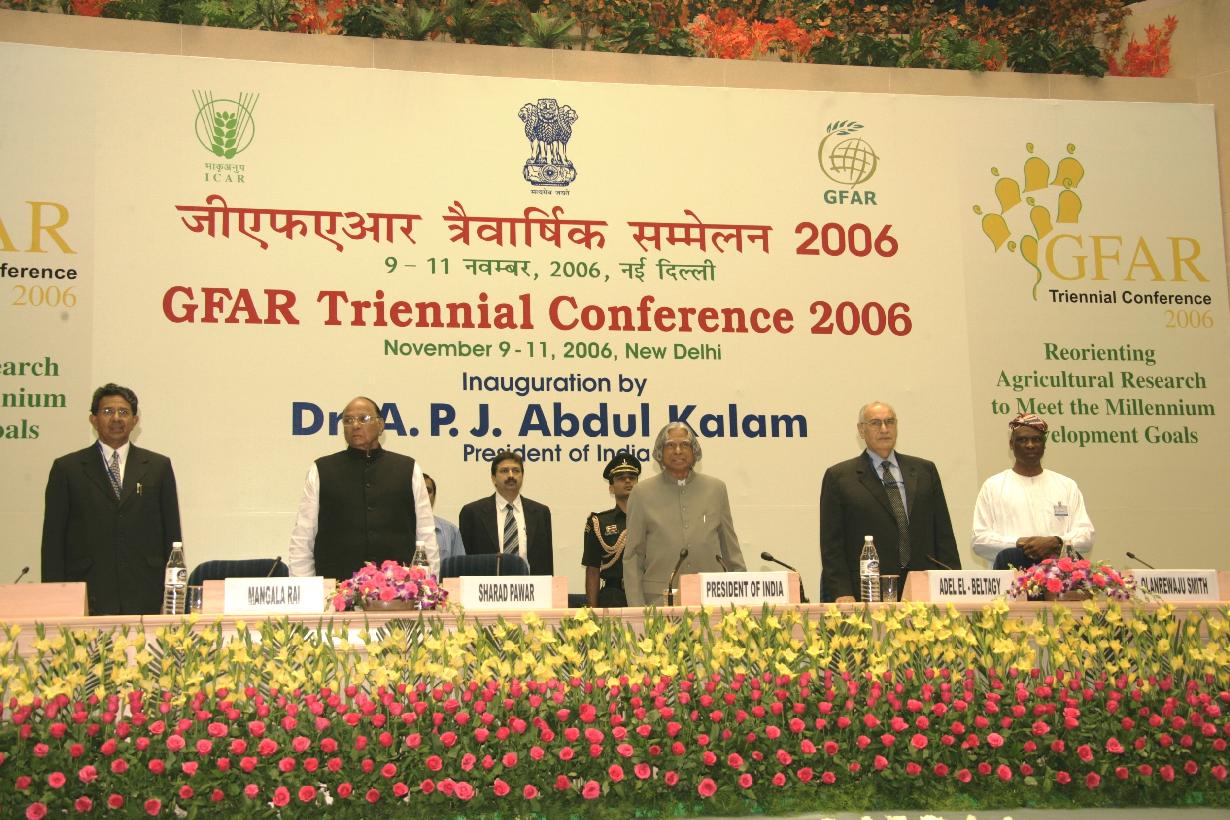 भाकृअनुप
ICAR
सत्यमेव जयते
GFAR
जीएफएआर त्रैवार्षिक सम्मेलन 2006
9 - 11 नवम्बर, 2006, नई दिल्ली
GFAR Triennial Conference 2006
November 9-11, 2006, New Delhi
Inauguration by
Dr. A. P. J. Abdul Kalam
President of India
AR
ference
2006
earch
nnium
oals
GFAR
Triennial Conference
2006
Reorienting
Agricultural Research
to Meet the Millennium
velopment Goals
MANGALA RAI
SHARAD PAWAR
PRESIDENT OF INDIA
ADEL EL - BELTAGY
OLANREWAJU SMITH